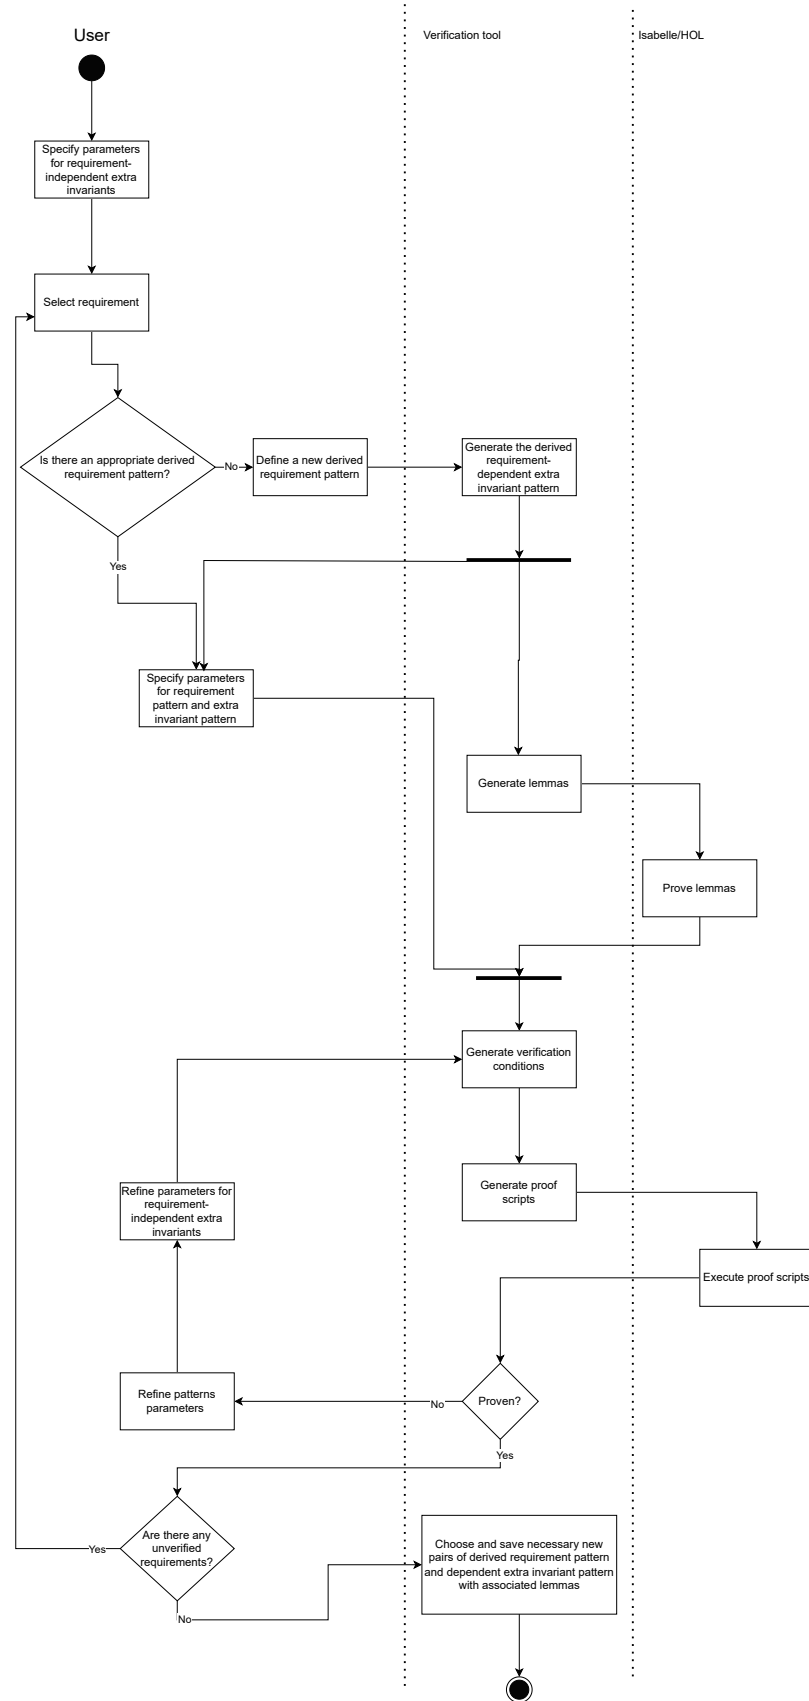 User
Verification tool
Isabelle/HOL
Specify parameters
for requirement-
independent extra
invariants
Select requirement
Is there an appropriate derived
requirement pattern?
No
Define a new derived
requirement pattern
Generate the derived
requirement-
dependent extra
invariant pattern
Yes
Specify parameters
for requirement
pattern and extra
invariant pattern
Generate lemmas
Prove lemmas
Generate verification
conditions
Generate proof
scripts
Refine parameters for
requirement-
independent extra
invariants
Execute proof scripts
Refine patterns
parameters
No
Proven?
Yes
Are there any
unverified
requirements?
Yes
No
Choose and save necessary new
pairs of derived requirement pattern
and dependent extra invariant pattern
with associated lemmas